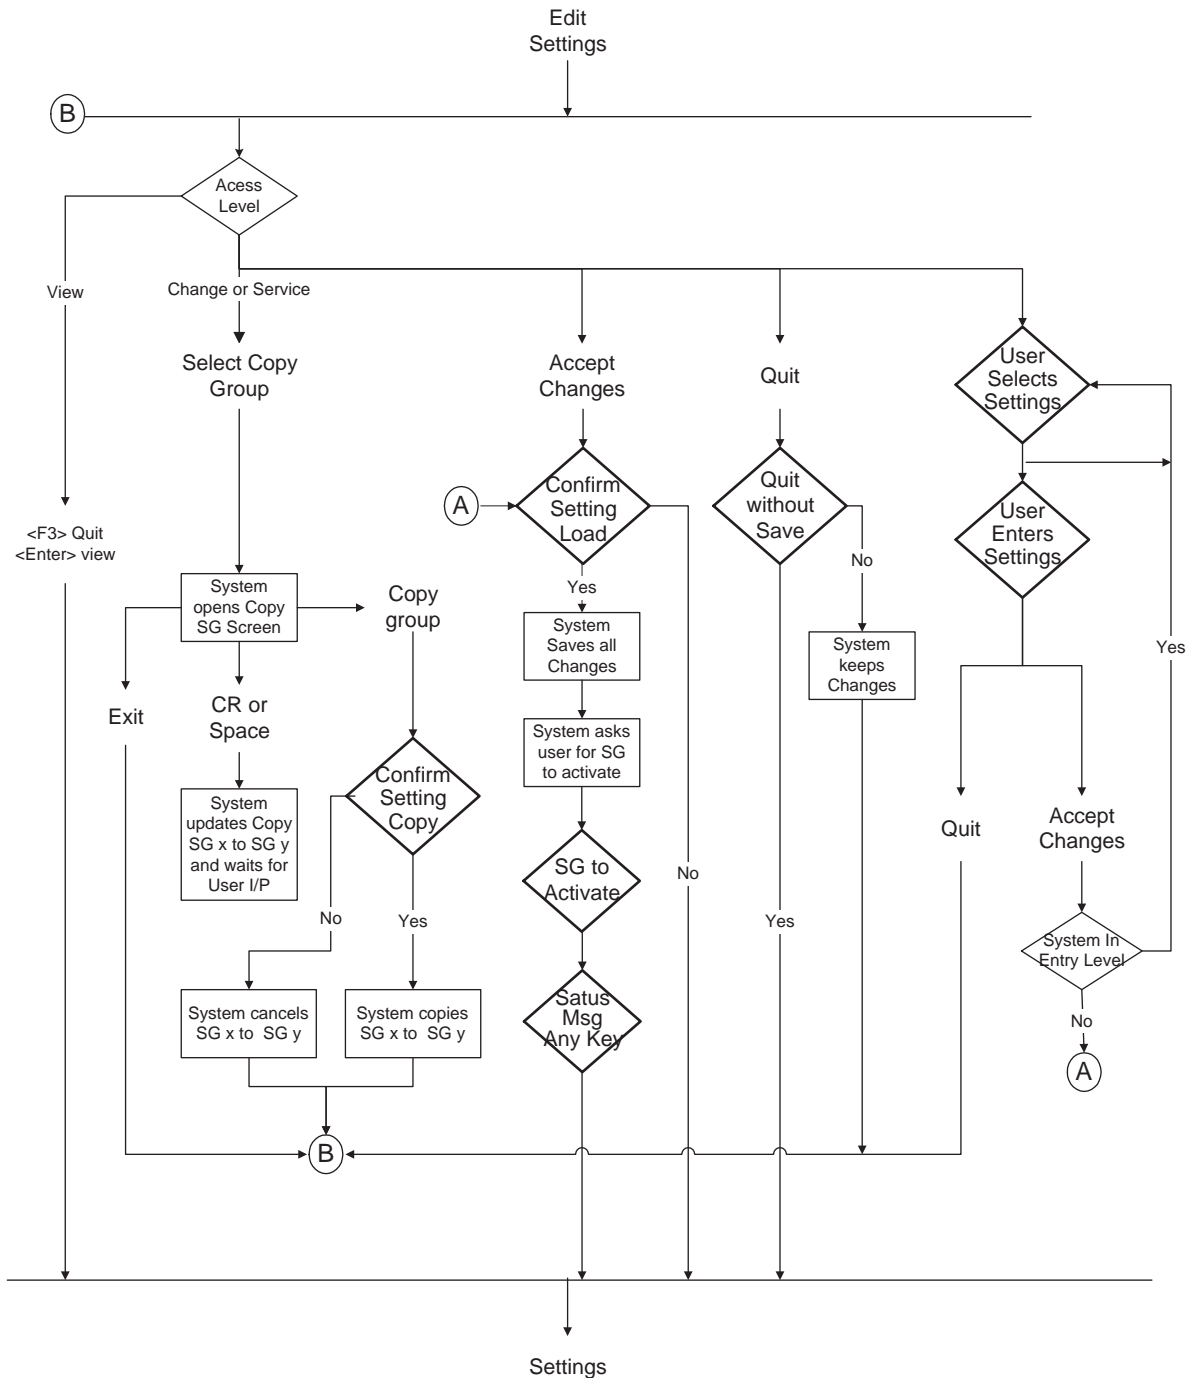 Edit
Settings
B
Acess
Level
View
Change or Service
Select Copy
Group
Accept
Changes
Quit
User
Selects
Settings
A
Confirm
Setting
Load
Quit
without
Save
User
Enters
Settings
<F3> Quit
<Enter> view
No
Yes
System
opens Copy
SG Screen
Copy
group
System
Saves all
Changes
System
keeps
Changes
Yes
Exit
CR or
Space
System asks
user for SG
to activate
Confirm
Setting
Copy
System
updates Copy
SG x to SG y
and waits for
User I/P
Quit
Accept
Changes
SG to
Activate
No
No
Yes
Yes
System In
Entry Level
System cancels
SG x to SG y
System copies
SG x to SG y
Satus
Msg
Any Key
No
A
B
Settings